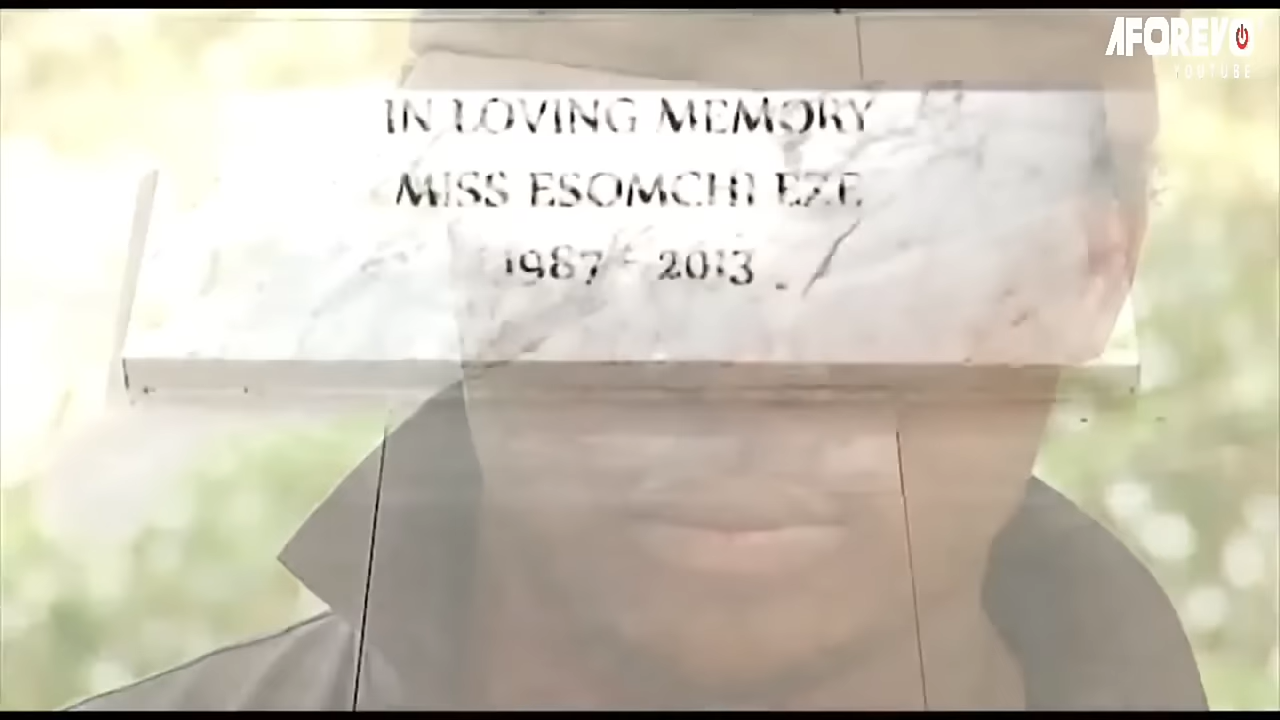 AFOREVO
YOUTUBE
IN LOVING MEMORY
MISS ESOMCHI EZE
1987 - 2013